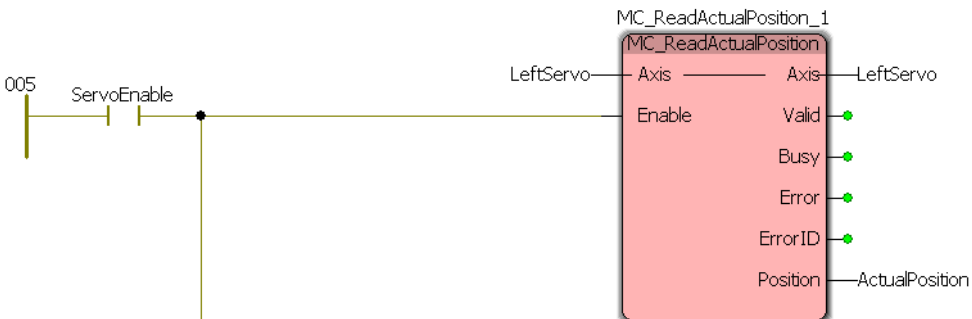 MC_ReadActualPosition_1
MC_ReadActualPosition
LeftServo Axis Axis LeftServo
005
ServoEnable
Enable Valid
Busy
Error
ErrorID
Position ActualPosition